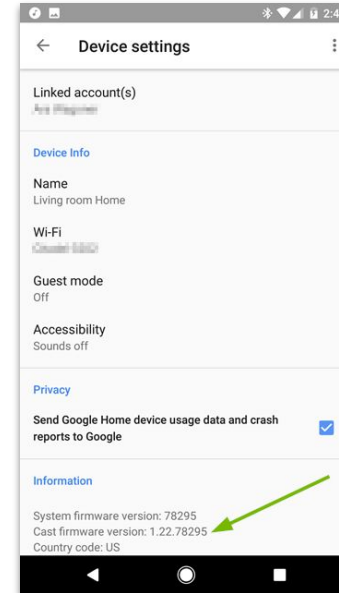 2:4
Device settings
Linked account(s)
Device Info
Name
Living room Home
Wi-Fi
Guest mode
Off
Accessibility
Sounds off
Privacy
Send Google Home device usage data and crash
reports to Google
Information
System firmware version: 78295
Cast firmware version: 1.22.78295
Country code: US